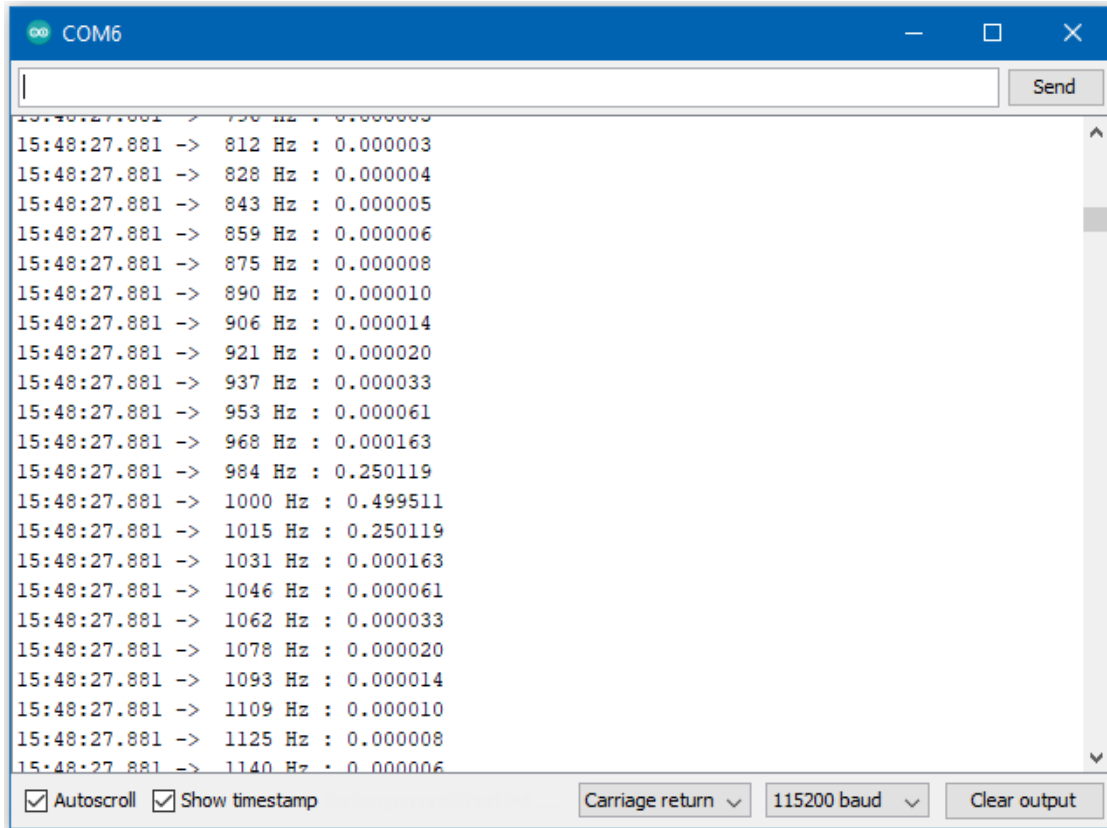 COM6
Send
15:48:27.881 ->  796 Hz : 0.000003
15:48:27.881 ->  812 Hz : 0.000003
15:48:27.881 ->  828 Hz : 0.000004
15:48:27.881 ->  843 Hz : 0.000005
15:48:27.881 ->  859 Hz : 0.000006
15:48:27.881 ->  875 Hz : 0.000008
15:48:27.881 ->  890 Hz : 0.000010
15:48:27.881 ->  906 Hz : 0.000014
15:48:27.881 ->  921 Hz : 0.000020
15:48:27.881 ->  937 Hz : 0.000033
15:48:27.881 ->  953 Hz : 0.000061
15:48:27.881 ->  968 Hz : 0.000163
15:48:27.881 ->  984 Hz : 0.250119
15:48:27.881 ->  1000 Hz : 0.499511
15:48:27.881 ->  1015 Hz : 0.250119
15:48:27.881 ->  1031 Hz : 0.000163
15:48:27.881 ->  1046 Hz : 0.000061
15:48:27.881 ->  1062 Hz : 0.000033
15:48:27.881 ->  1078 Hz : 0.000020
15:48:27.881 ->  1093 Hz : 0.000014
15:48:27.881 ->  1109 Hz : 0.000010
15:48:27.881 ->  1125 Hz : 0.000008
15:48:27.881 ->  1140 Hz : 0.000006
Autoscroll Show timestamp Carriage return 115200 baud Clear output